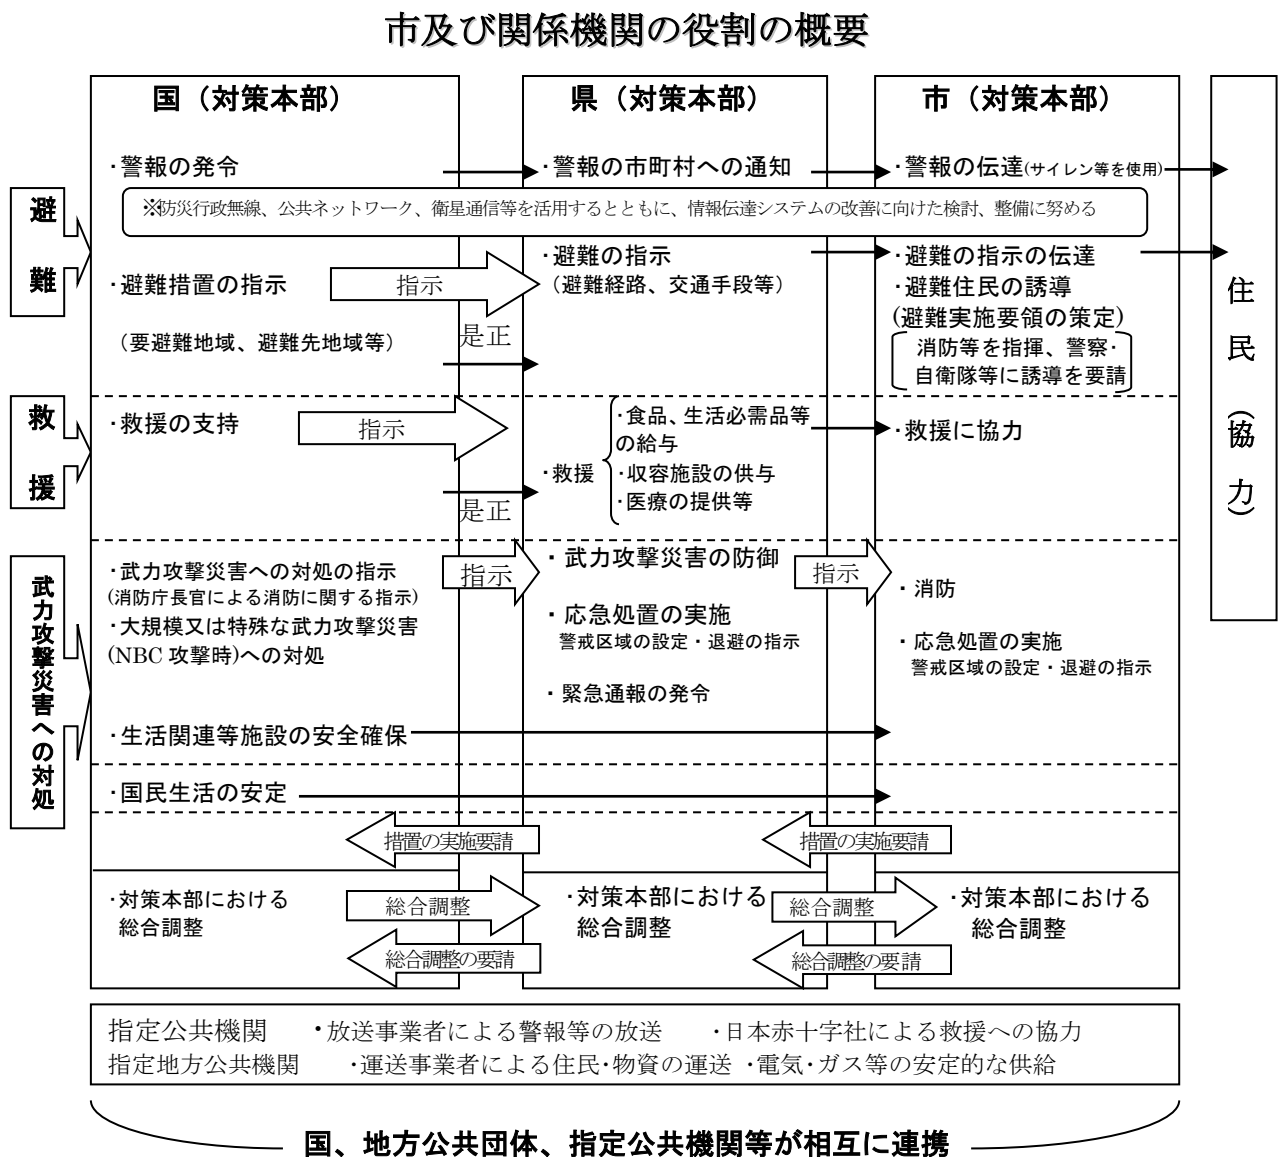 市及び関係機関の役割の概要
国（対策本部）
県（対策本部）
市（対策本部）
避難
・警報の発令
・警報の市町村への通知
・警報の伝達(サイレン等を使用)
※防災行政無線、公共ネットワーク、衛星通信等を活用するとともに、情報伝達システムの改善に向けた検討、整備に努める
・避難措置の指示
（要避難地域、避難先地域等）
指示
是正
・避難の指示
（避難経路、交通手段等）
・避難の指示の伝達
・避難住民の誘導
(避難実施要領の策定)
消防等を指揮、警察・
自衛隊等に誘導を要請
住民（協力）
救援
・救援の支持
指示
是正
・救援
・食品、生活必需品等
の給与
・収容施設の供与
・医療の提供等
・救援に協力
武力攻撃災害への対処
・武力攻撃災害への対処の指示
(消防庁長官による消防に関する指示)
・大規模又は特殊な武力攻撃災害
(NBC 攻撃時)への対処
指示
・武力攻撃災害の防御
・応急処置の実施
警戒区域の設定・退避の指示
・緊急通報の発令
指示
・消防
・応急処置の実施
警戒区域の設定・退避の指示
・生活関連等施設の安全確保
・国民生活の安定
措置の実施要請
措置の実施要請
・対策本部における
総合調整
総合調整
総合調整の要請
・対策本部における
総合調整
総合調整
総合調整の要請
・対策本部における
総合調整
指定公共機関　・放送事業者による警報等の放送　・日本赤十字社による救援への協力
指定地方公共機関　・運送事業者による住民・物資の運送　・電気・ガス等の安定的な供給
国、地方公共団体、指定公共機関等が相互に連携